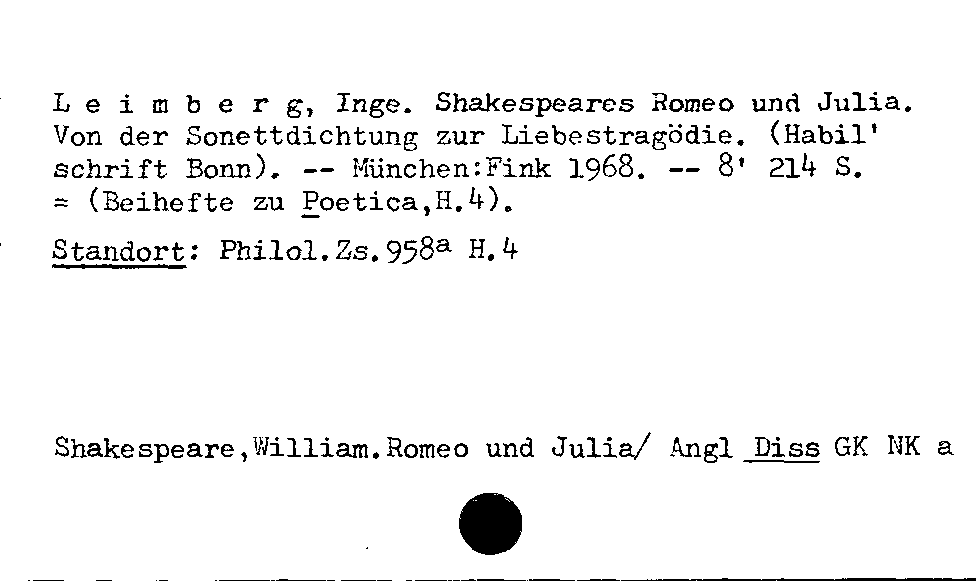 L e i m b e r g, Inge. Shakespeares Romeo und Julia.
Von der Sonettdichtung zur Liebestragödie. (Habil'
schrift Bonn). -- München:Fink 1968. -- 8' 214 S.
= (Beihefte zu Poetica,H.4).
Standort: Philol.Zs.958a H.4
Shakespeare,William.Romeo und Julia/ Angl Diss GK NK a